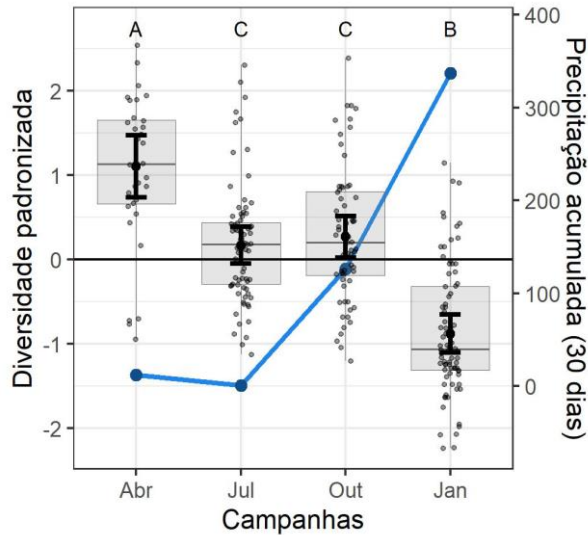 A C C B
Diversidade padronizada
2
1
0
-1
-2
400
300
200
100
0
Precipitação acumulada (30 dias)
Abr Jul Out Jan
Campanhas